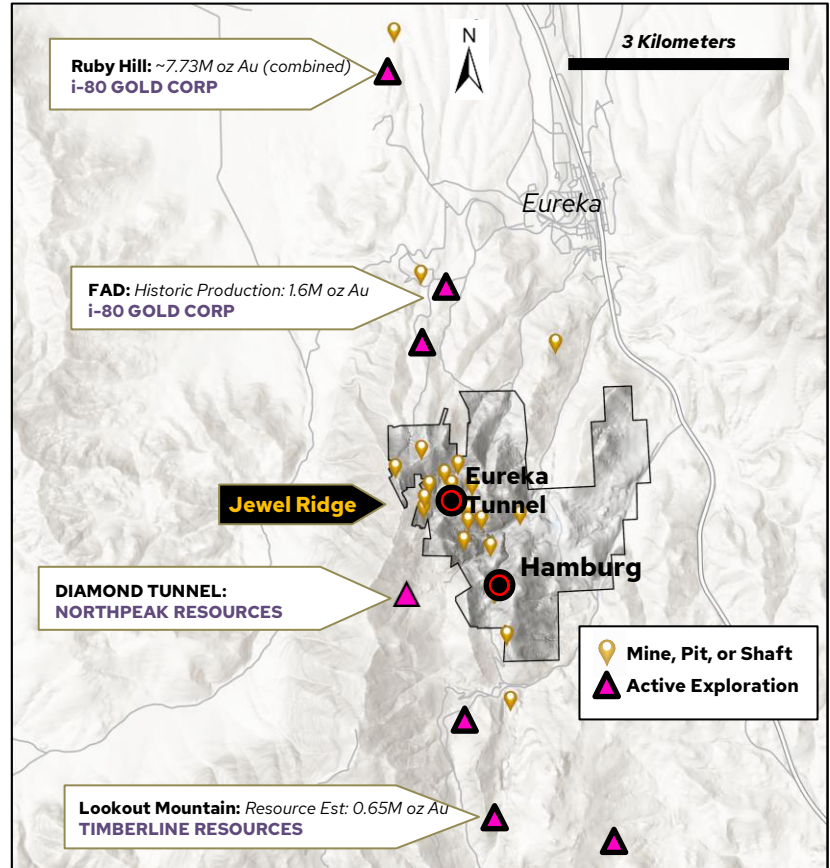 N
3 Kilometers
Ruby Hill: ~7.73M oz Au (combined)
i-80 GOLD CORP
Eureka
FAD: Historic Production: 1.6M oz Au
i-80 GOLD CORP
Eureka
Tunnel
Jewel Ridge
Hamburg
DIAMOND TUNNEL:
NORTHPEAK RESOURCES
Mine, Pit, or Shaft
Active Exploration
Lookout Mountain: Resource Est: 0.65M oz Au
TIMBERLINE RESOURCES